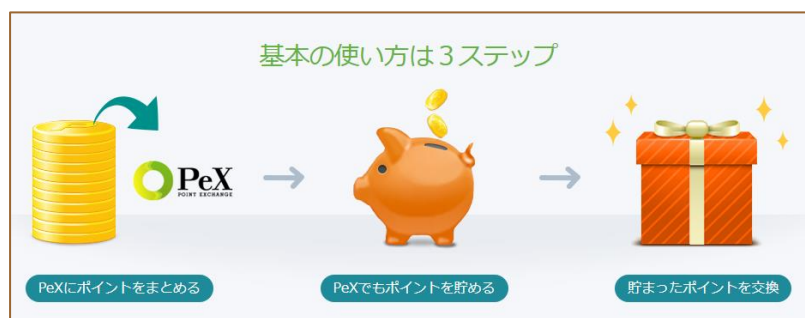 基本の使い方は３ステップ
PeX
POINT EXCHANGE
PeXにポイントをまとめる
PeXでもポイントを貯める
貯まったポイントを交換